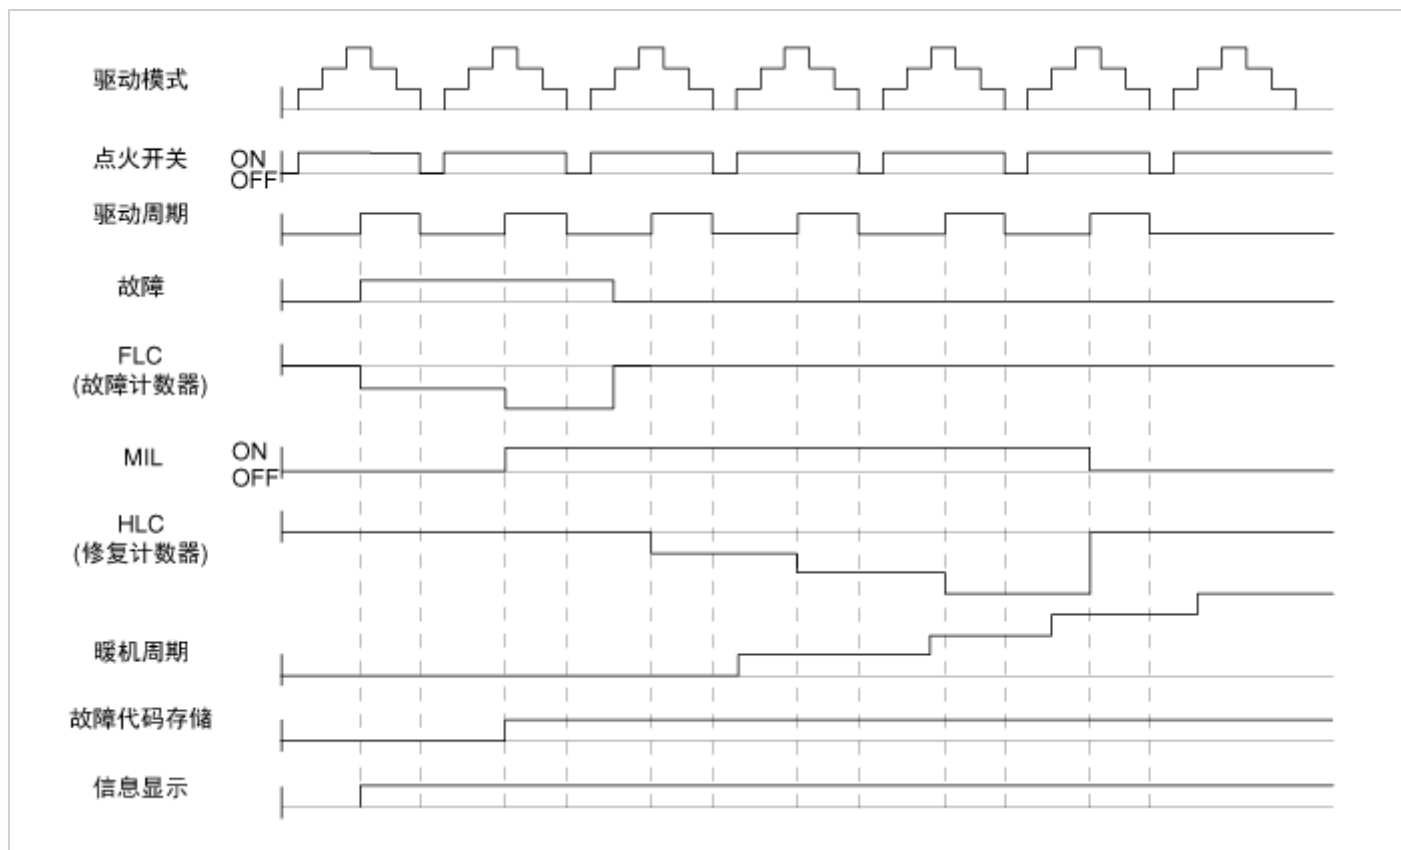 驱动模式
点火开关
ON
OFF
驱动周期
故障
FLC
(故障计数器)
MIL
ON
OFF
HLC
(修复计数器)
暖机周期
故障代码存储
信息显示